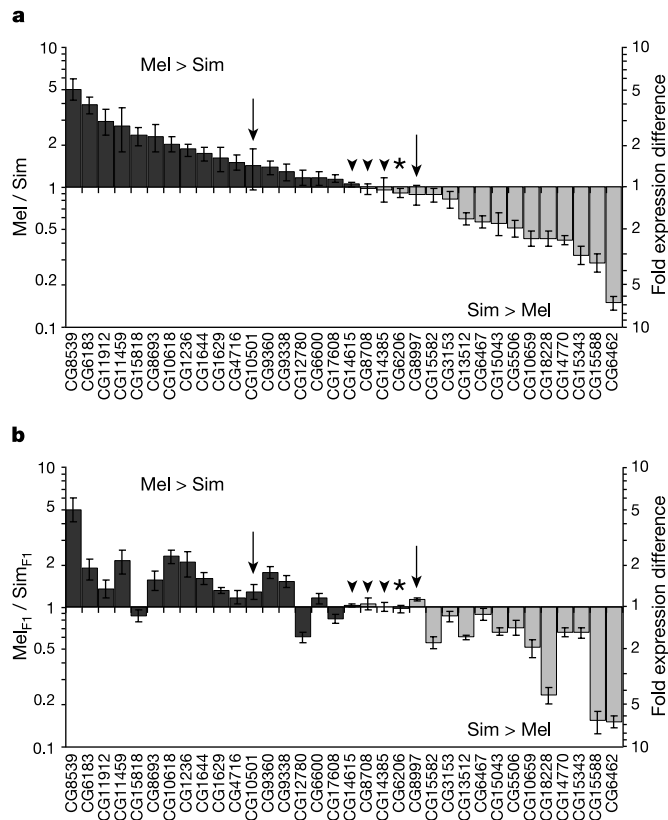 a
10
5
2
1
0.5
0.2
0.1
Mel / Sim
Mel > Sim
*
Sim > Mel
10
5
2
1
2
5
10
Fold expression difference
CG8539
CG6183
CG11912
CG11459
CG15818
CG8693
CG10618
CG1236
CG1644
CG1629
CG4716
CG10501
CG9360
CG9338
CG12780
CG6600
CG17608
CG14615
CG8708
CG14385
CG6206
CG8997
CG15582
CG3153
CG13512
CG6467
CG15043
CG5506
CG10659
CG18228
CG14770
CG15343
CG15588
CG6462
b
10
5
2
1
0.5
0.2
0.1
MelF1 / SimF1
Mel > Sim
*
Sim > Mel
10
5
2
1
2
5
10
Fold expression difference
CG8539
CG6183
CG11912
CG11459
CG15818
CG8693
CG10618
CG1236
CG1644
CG1629
CG4716
CG10501
CG9360
CG9338
CG12780
CG6600
CG17608
CG14615
CG8708
CG14385
CG6206
CG8997
CG15582
CG3153
CG13512
CG6467
CG15043
CG5506
CG10659
CG18228
CG14770
CG15343
CG15588
CG6462